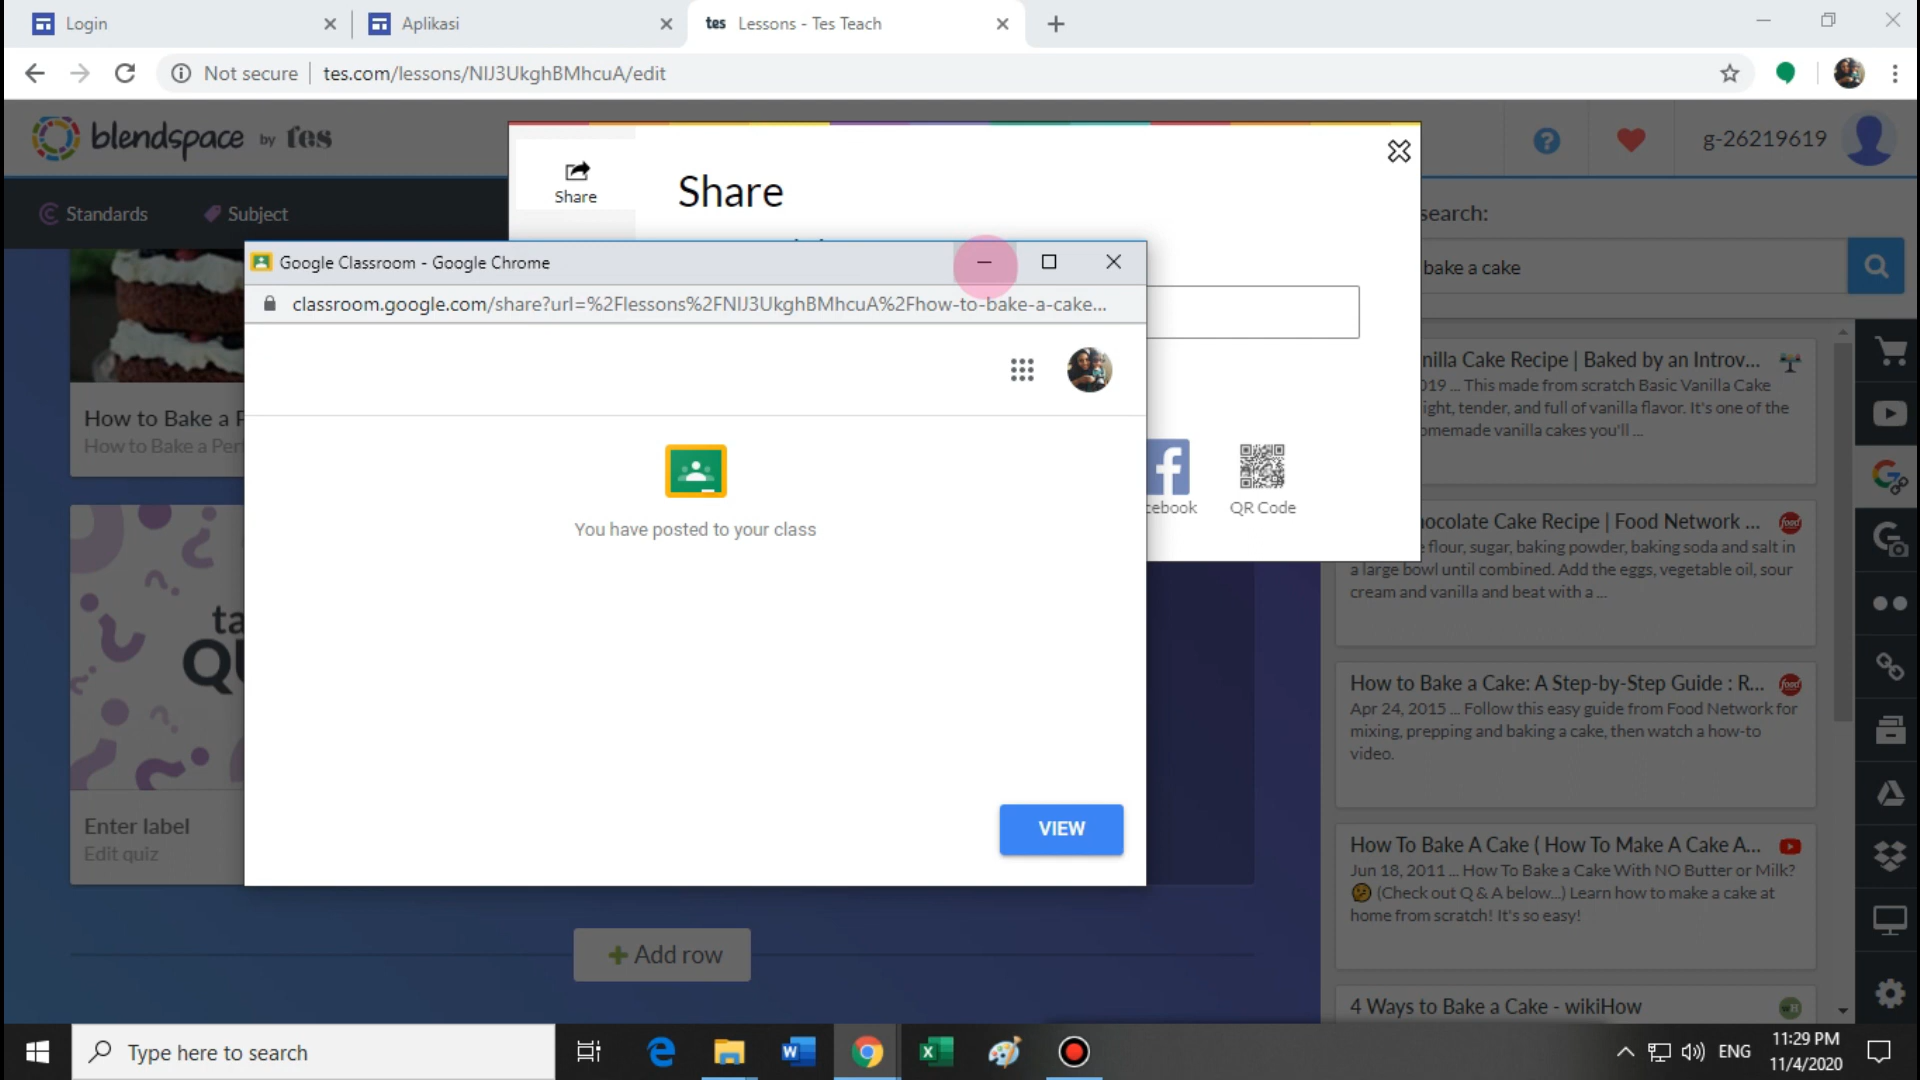 Login
Aplikasi
tes Lessons - Tes Teach
Not secure
tes.com/lessons/NIJ3UkghBMhcuA/edit
blendspace by tes
g-26219619
Share
Share
Standards
Subject
search:
bake a cake
Google Classroom - Google Chrome
classroom.google.com/share?url=%2Flessons%2FNIJ3UkghBMhcuA%2Fhow-to-bake-a-cake...
You have posted to your class
VIEW
cebook
QR Code
How to Bake a P
How to Bake a Per
ta
QU
Enter label
Edit quiz
Add row
nilla Cake Recipe | Baked by an Introv...
019 ... This made from scratch Basic Vanilla Cake
ight, tender, and full of vanilla flavor. It's one of the
omemade vanilla cakes you'll ...
ocolate Cake Recipe | Food Network ...
flour, sugar, baking powder, baking soda and salt in
a large bowl until combined. Add the eggs, vegetable oil, sour
cream and vanilla and beat with a ...
food
How to Bake a Cake: A Step-by-Step Guide : R...
Apr 24, 2015 ... Follow this easy guide from Food Network for
mixing, prepping and baking a cake, then watch a how-to
video.
food
How To Bake A Cake ( How To Make A Cake A...
Jun 18, 2011 ... How To Bake a Cake With NO Butter or Milk?
(Check out Q & A below...) Learn how to make a cake at
home from scratch! It's so easy!
4 Ways to Bake a Cake - wikiHow
Type here to search
ENG
11:29 PM
11/4/2020